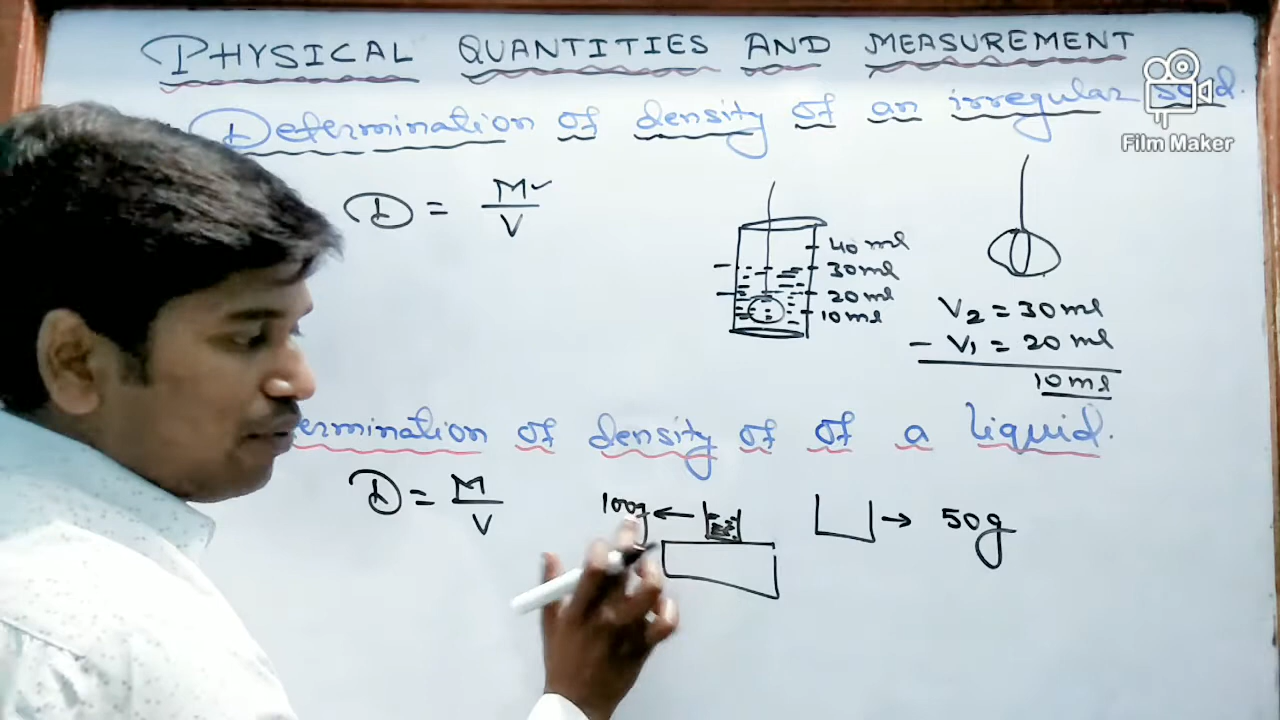 PHYSICAL QUANTITIES AND MEASUREMENT
Determination of density of an irregular solid.
Film Maker
D = M
V
40 ml
30 ml
20 ml
10 ml
V2 = 30 ml
- V1 = 20 ml
10 ml
ermination of density of of a liquid.
D = M
V
100g
50g